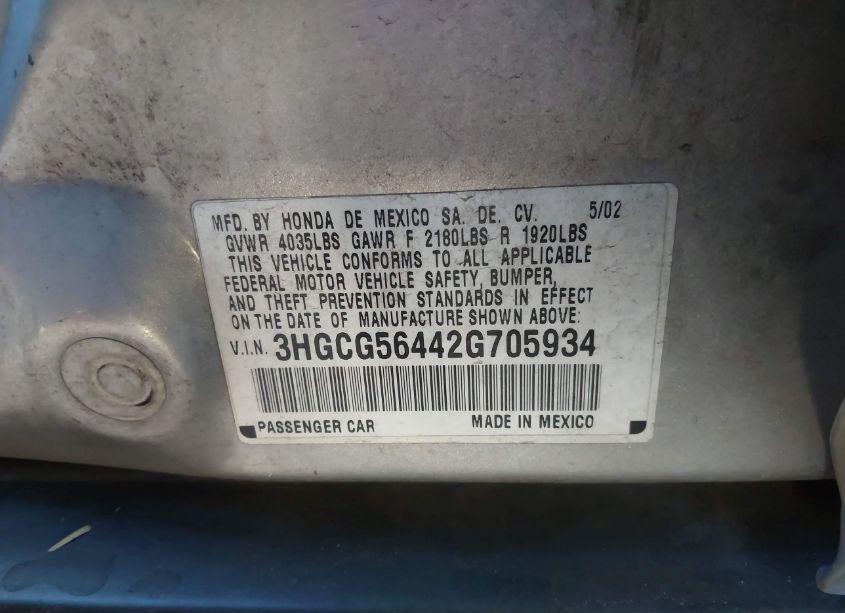 MFD. BY HONDA DE MEXICO SA. DE. CV. 5/02
GVWR 4035LBS GAWR F 2180LBS R 1920LBS
THIS VEHICLE CONFORMS TO ALL APPLICABLE
FEDERAL MOTOR VEHICLE SAFETY, BUMPER,
AND THEFT PREVENTION STANDARDS IN EFFECT
ON THE DATE OF MANUFACTURE SHOWN ABOVE:
V.I.N. 3HGCG56442G705934
PASSENGER CAR MADE IN MEXICO